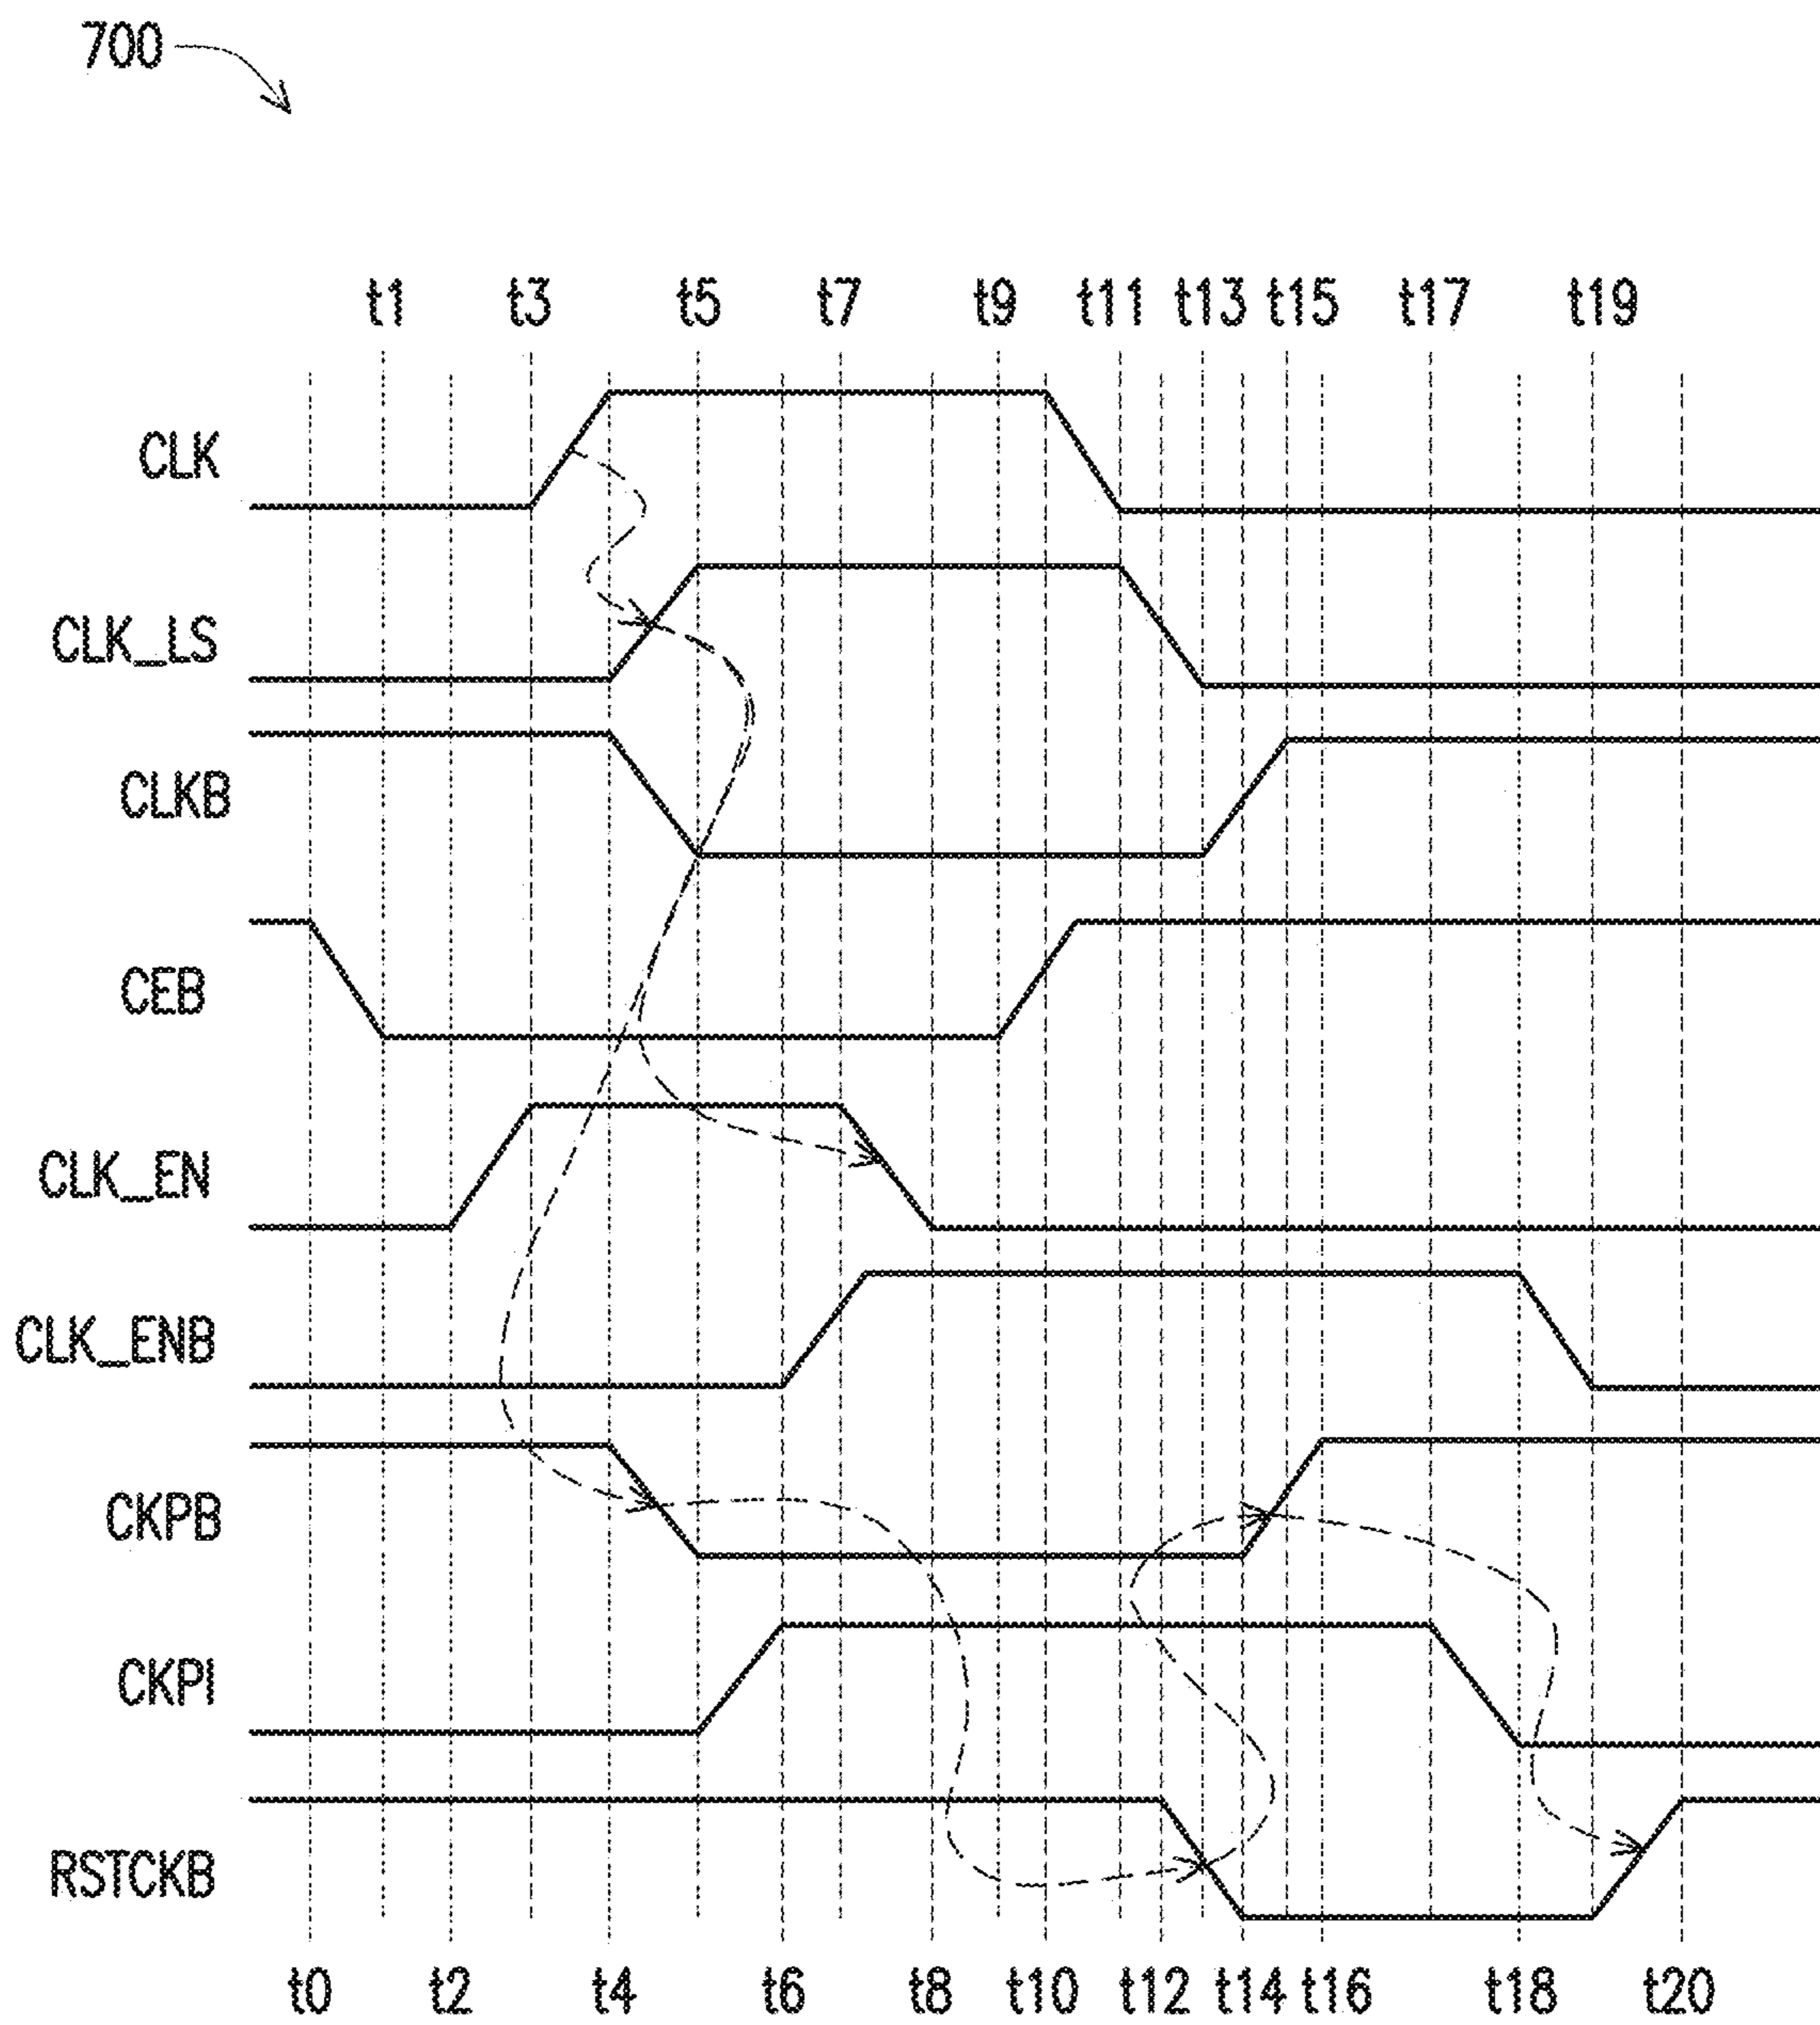 700
t1 t3 t5 t7 t9 t11 t13 t15 t17 t19
CLK
CLK_LS
CLKB
CEB
CLK_EN
CLK_ENB
CKPB
CKPI
RSTCKB
t0 t2 t4 t6 t8 t10 t12 t14 t16 t18 t20